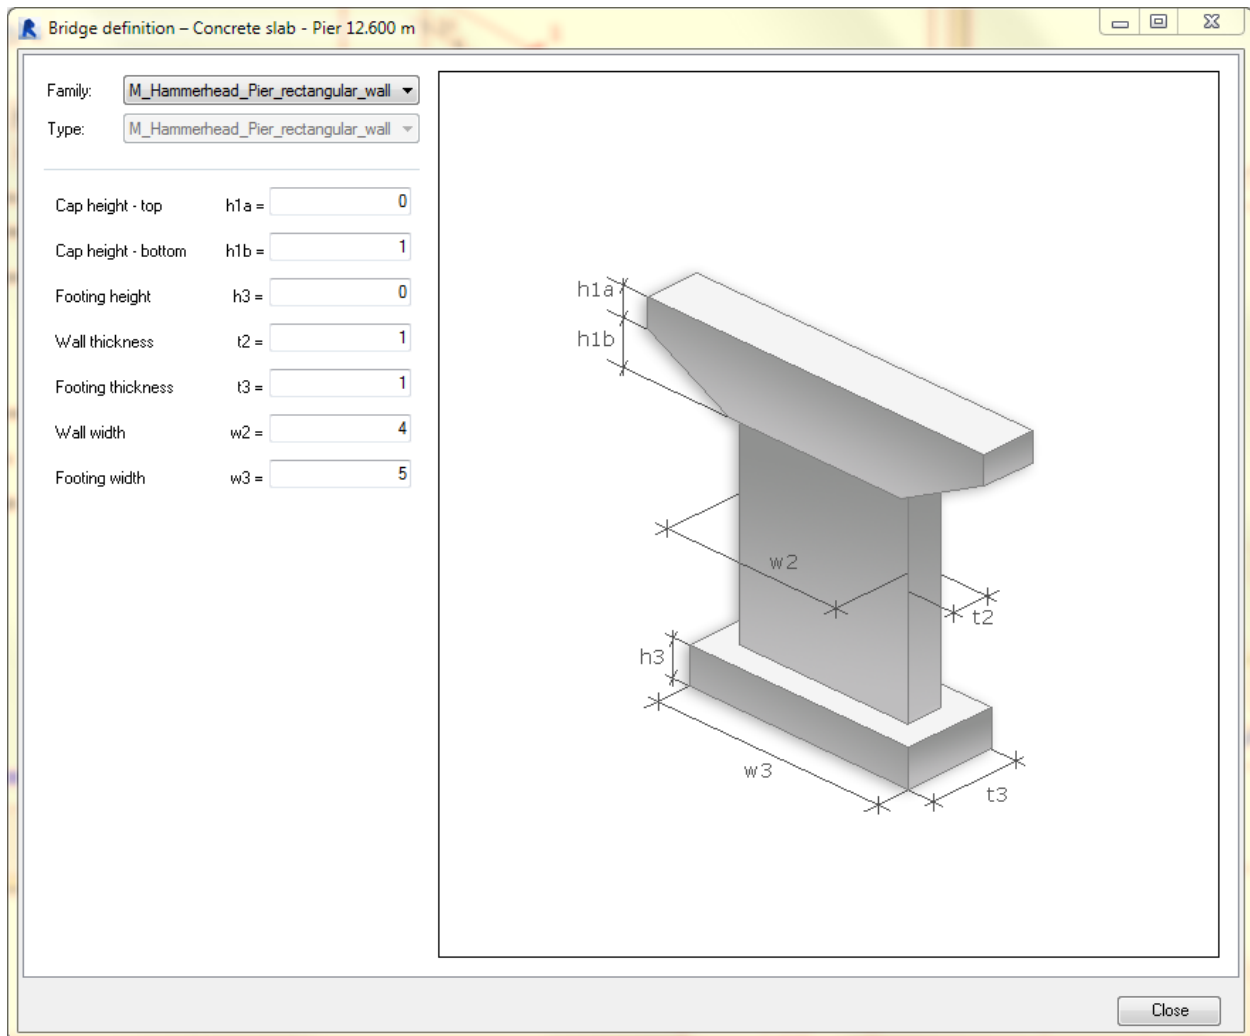 Bridge definition – Concrete slab - Pier 12.600 m
Family: M_Hammerhead_Pier_rectangular_wall
Type: M_Hammerhead_Pier_rectangular_wall
Cap height - top h1a = 0
Cap height - bottom h1b = 1
Footing height h3 = 0
Wall thickness t2 = 1
Footing thickness t3 = 1
Wall width w2 = 4
Footing width w3 = 5
h1a
h1b
w2
t2
h3
w3
t3
Close